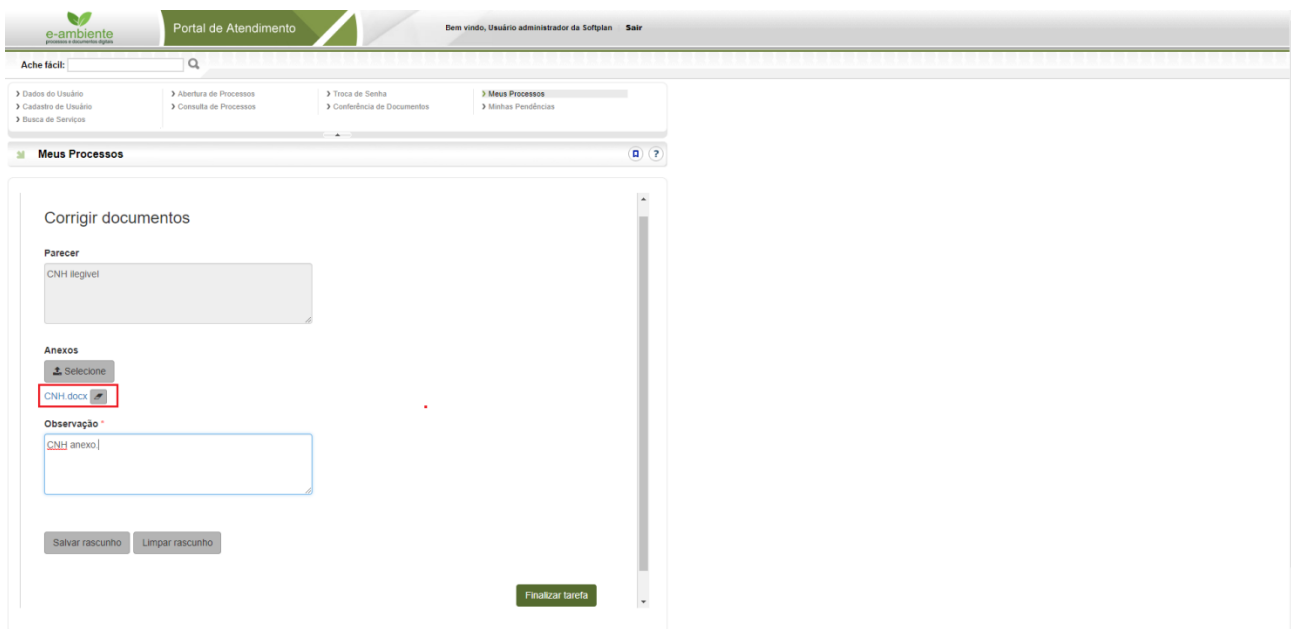 e-ambiente
processos e documentos digitais
Portal de Atendimento
Bem vindo, Usuário administrador da Softplan Sair
Ache fácil:
Dados do Usuário
Cadastro de Usuário
Busca de Serviços
Abertura de Processos
Consulta de Processos
Troca de Senha
Conferência de Documentos
Meus Processos
Minhas Pendências
Meus Processos
?
Corrigir documentos
Parecer
CNH ilegivel
Anexos
Selecione
CNH.docx
Observação *
CNH anexo.
Salvar rascunho Limpar rascunho
Finalizar tarefa